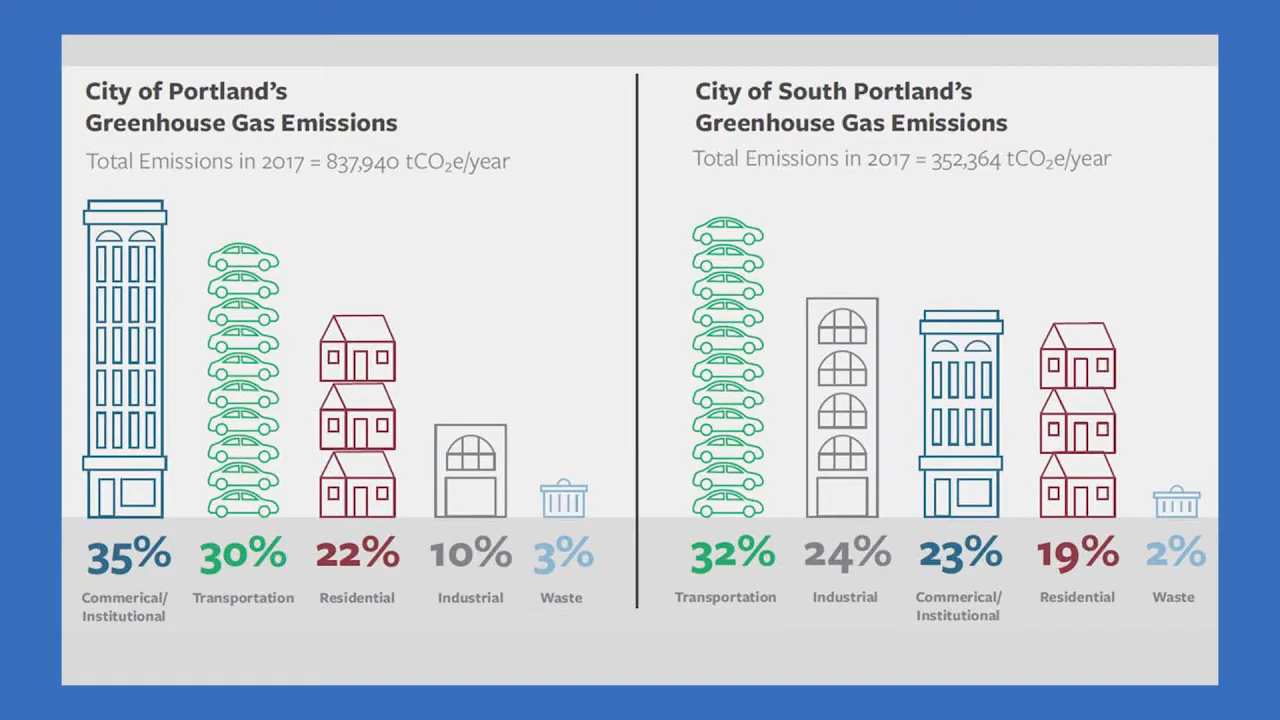 City of Portland's
Greenhouse Gas Emissions
Total Emissions in 2017 = 837,940 tCO₂e/year
35%
30%
22%
10%
3%
Commerical/
Institutional
Transportation
Residential
Industrial
Waste
City of South Portland's
Greenhouse Gas Emissions
Total Emissions in 2017 = 352,364 tCO₂e/year
32%
24%
23%
19%
2%
Transportation
Industrial
Commerical/
Institutional
Residential
Waste